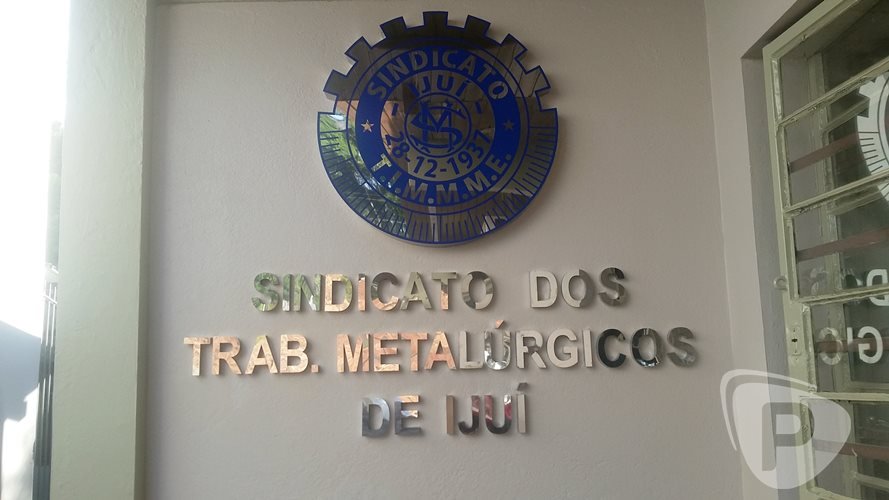 SINDICATO
IJUÍ
28-12-1937
T.I.M.M.M.E.
SINDICATO DOS
TRAB. METALÚRGICOS
DE IJUÍ
P